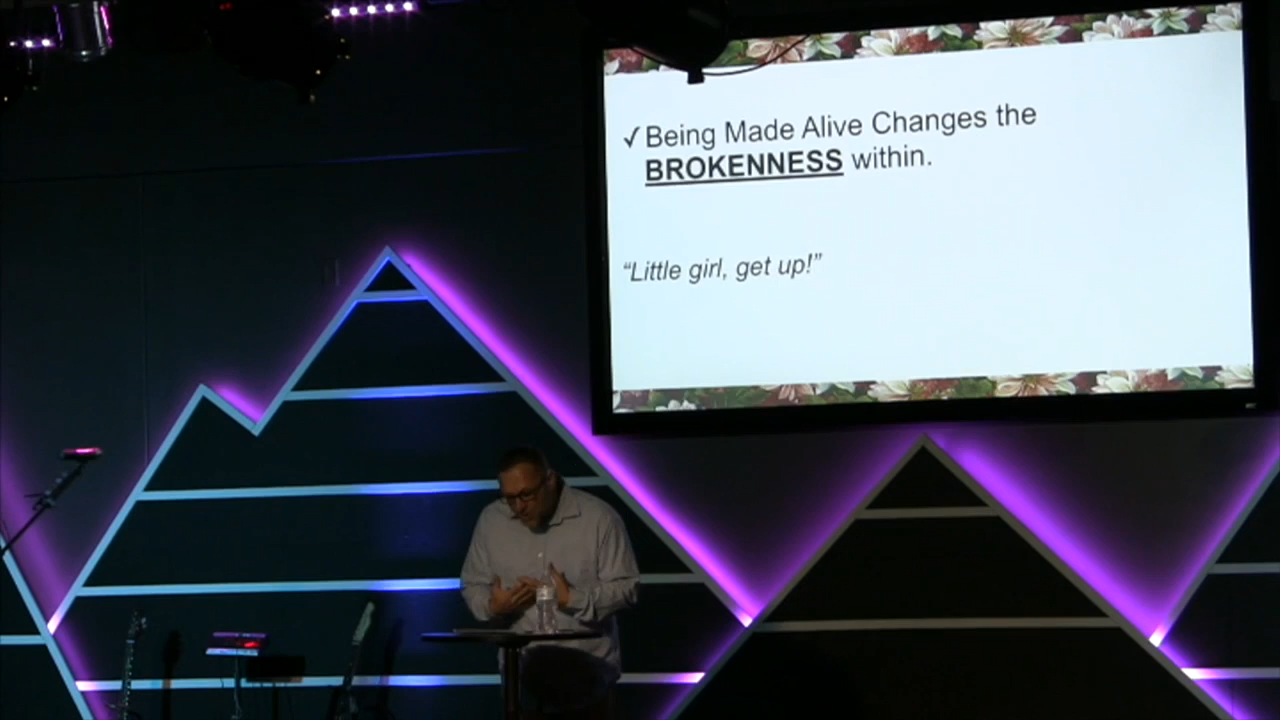 ✓Being Made Alive Changes the
BROKENNESS within.
“Little girl, get up!”